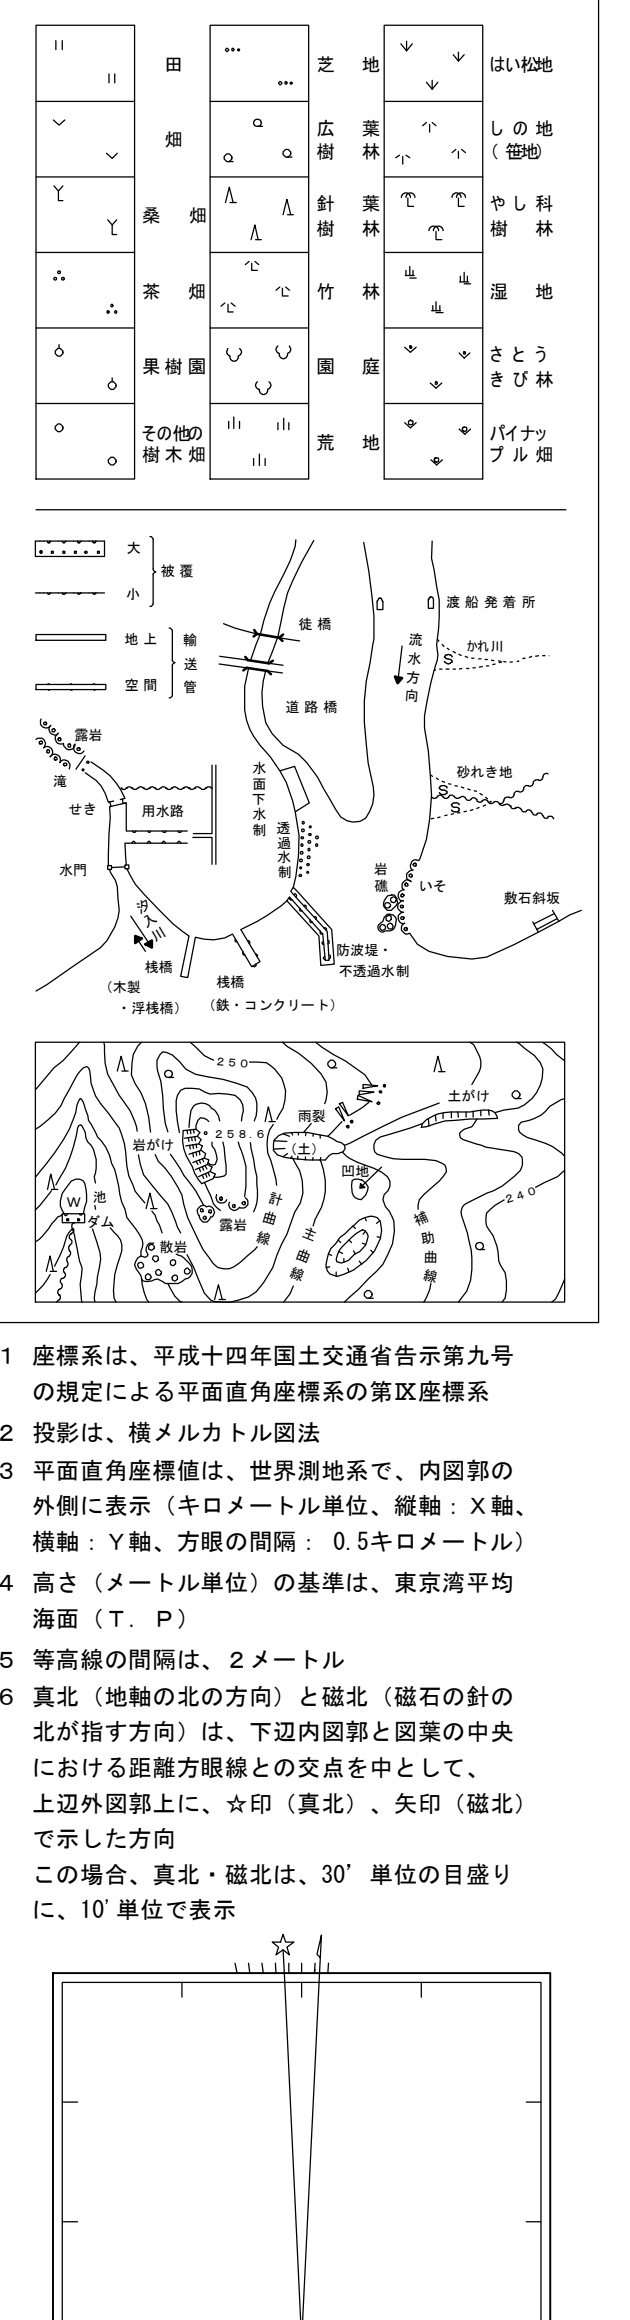 田
芝 地
はい松地
畑
広 葉
樹 林
しの地
(笹地)
桑 畑
針 葉
樹 林
やし科
樹 林
茶 畑
竹 林
湿 地
果樹園
園 庭
さとう
きび林
その他の
樹木畑
荒 地
パイナッ
プル畑
大
小
被覆
地上
空間
輸送管
徒橋
道路橋
渡船発着所
流水方向
かれ川
S
露岩
滝
せき
用水路
水門
水面下水制
透過水制
砂れき地
S
S
岩礁
いそ
敷石斜坂
汐入川
桟橋
(木製
・浮桟橋)
桟橋
(鉄・コンクリート)
防波堤・
不透過水制
250
258.6
雨裂
土がけ
岩がけ
(土)
凹地
W
池
ダム
散岩
露岩
計曲線
主曲線
補助曲線
240
1 座標系は、平成十四年国土交通省告示第九号
の規定による平面直角座標系の第Ⅸ座標系
2 投影は、横メルカトル図法
3 平面直角座標値は、世界測地系で、内図郭の
外側に表示(キロメートル単位、縦軸:X軸、
横軸:Y軸、方眼の間隔: 0.5キロメートル)
4 高さ(メートル単位)の基準は、東京湾平均
海面(T. P)
5 等高線の間隔は、2メートル
6 真北(地軸の北の方向)と磁北(磁石の針の
北が指す方向)は、下辺内図郭と図葉の中央
における距離方眼線との交点を中として、
上辺外図郭上に、☆印(真北)、矢印(磁北)
で示した方向
この場合、真北・磁北は、30’単位の目盛り
に、10'単位で表示